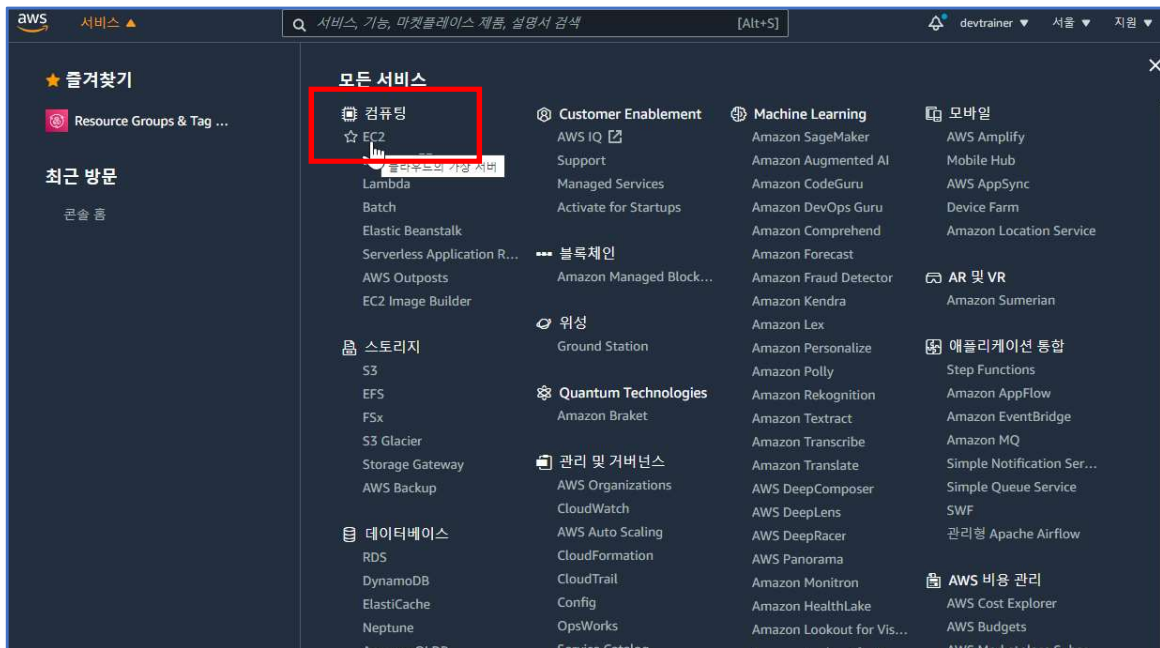 aws
서비스 ▲
서비스, 기능, 마켓플레이스 제품, 설명서 검색
[Alt+S]
devtrainer ▼
서울 ▼
지원 ▼
즐겨찾기
Resource Groups & Tag ...
최근 방문
콘솔 홈
모든 서비스
컴퓨팅
EC2
클라우드의 가상 서버
Lambda
Batch
Elastic Beanstalk
Serverless Application R...
AWS Outposts
EC2 Image Builder
스토리지
S3
EFS
FSx
S3 Glacier
Storage Gateway
AWS Backup
데이터베이스
RDS
DynamoDB
ElastiCache
Neptune
Customer Enablement
AWS IQ
Support
Managed Services
Activate for Startups
블록체인
Amazon Managed Block...
위성
Ground Station
Quantum Technologies
Amazon Braket
관리 및 거버넌스
AWS Organizations
CloudWatch
AWS Auto Scaling
CloudFormation
CloudTrail
Config
OpsWorks
Machine Learning
Amazon SageMaker
Amazon Augmented AI
Amazon CodeGuru
Amazon DevOps Guru
Amazon Comprehend
Amazon Forecast
Amazon Fraud Detector
Amazon Kendra
Amazon Lex
Amazon Personalize
Amazon Polly
Amazon Rekognition
Amazon Textract
Amazon Transcribe
Amazon Translate
AWS DeepComposer
AWS DeepLens
AWS DeepRacer
AWS Panorama
Amazon Monitron
Amazon HealthLake
Amazon Lookout for Vis...
모바일
AWS Amplify
Mobile Hub
AWS AppSync
Device Farm
Amazon Location Service
AR 및 VR
Amazon Sumerian
애플리케이션 통합
Step Functions
Amazon AppFlow
Amazon EventBridge
Amazon MQ
Simple Notification Ser...
Simple Queue Service
SWF
관리형 Apache Airflow
AWS 비용 관리
AWS Cost Explorer
AWS Budgets